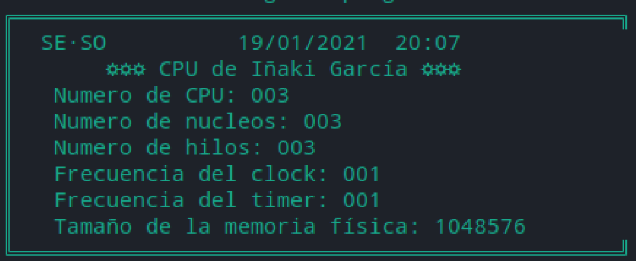 SE·SO 19/01/2021 20:07
✡✡✡ CPU de Iñaki García ✡✡✡
Numero de CPU: 003
Numero de nucleos: 003
Numero de hilos: 003
Frecuencia del clock: 001
Frecuencia del timer: 001
Tamaño de la memoria física: 1048576